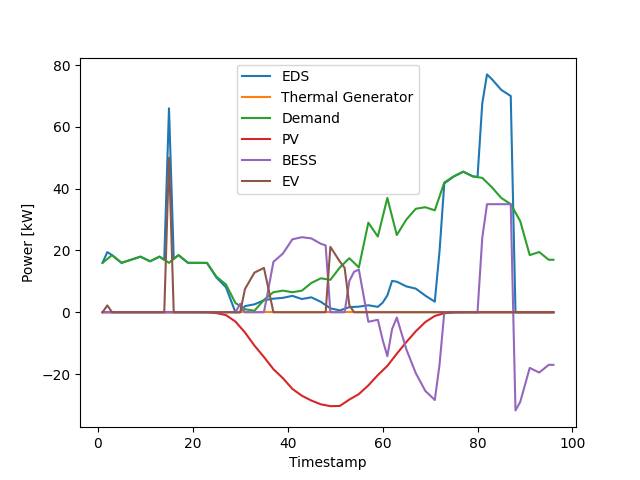 80
60
40
20
0
−20
Power [kW]
EDS
Thermal Generator
Demand
PV
BESS
EV
0 20 40 60 80 100
Timestamp